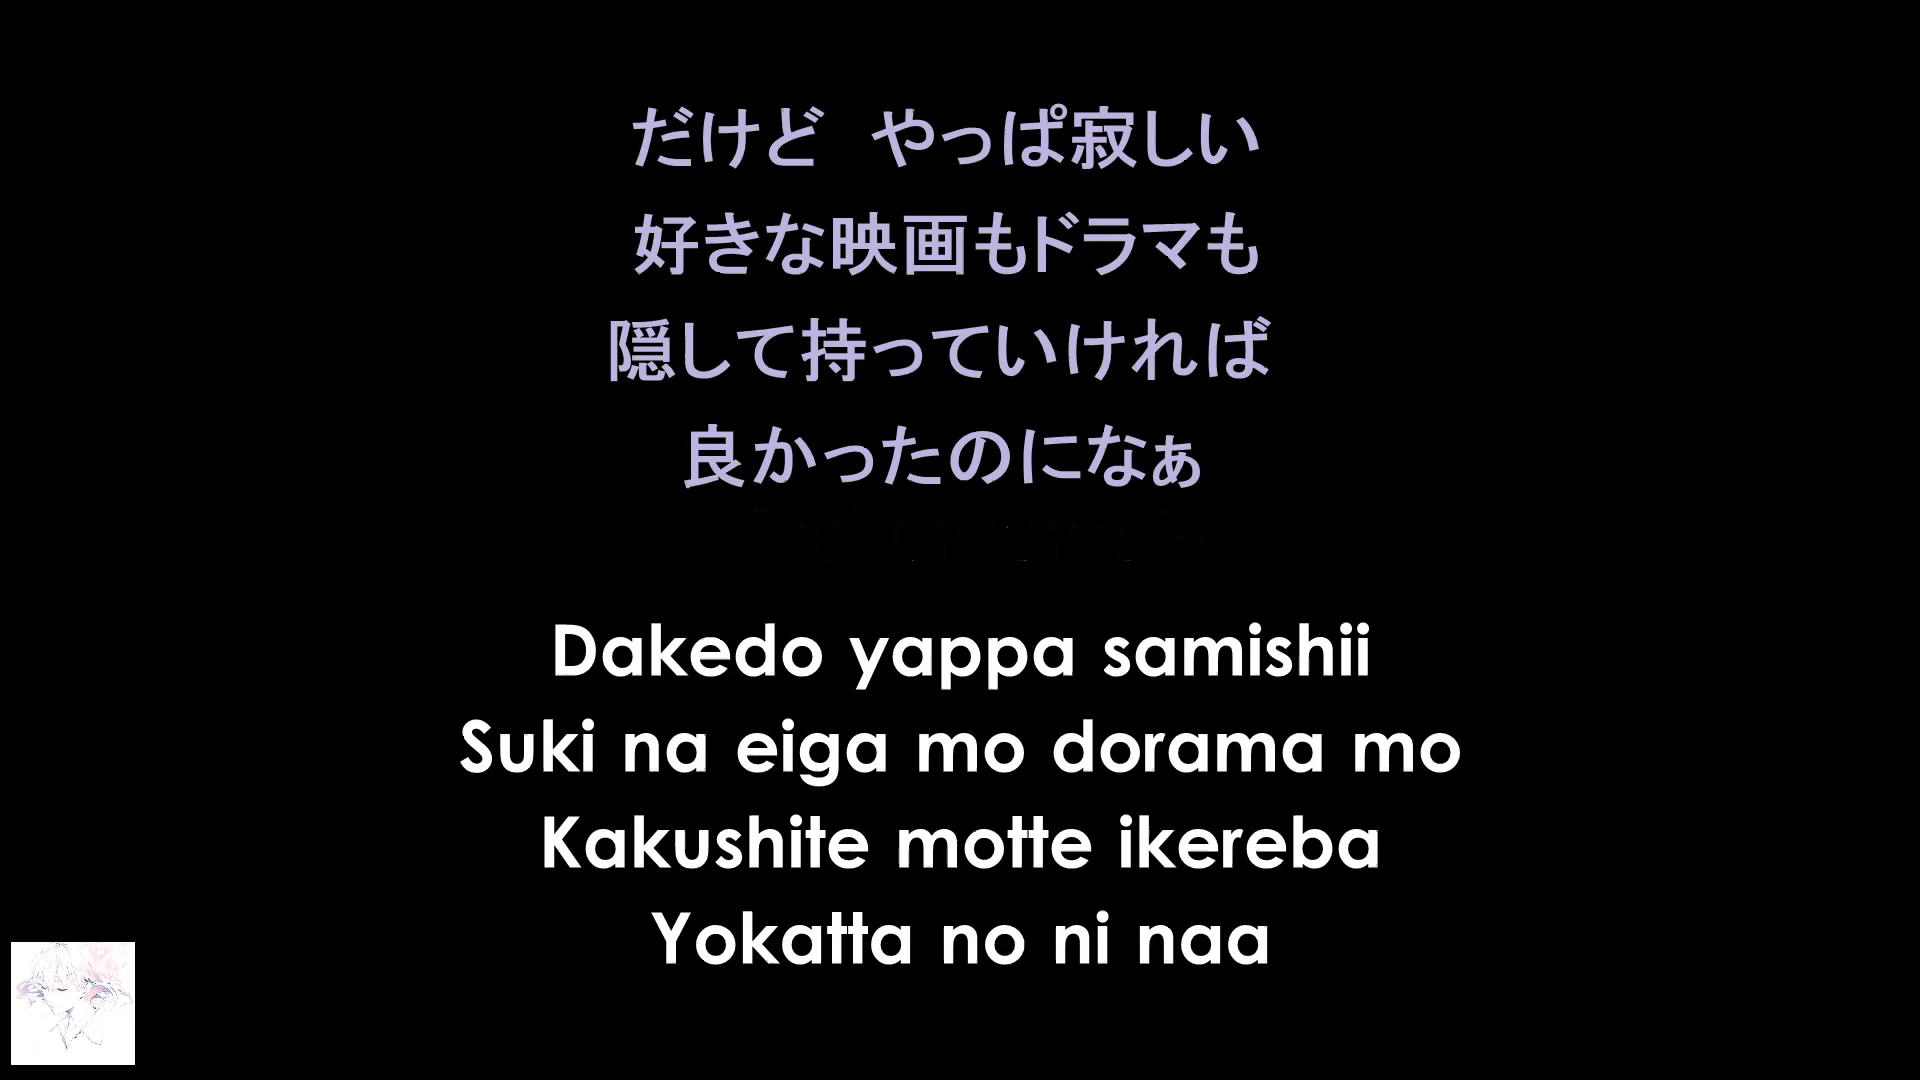 だけど　やっぱ寂しい
好きな映画もドラマも
隠して持っていければ
良かったのになぁ
Dakedo yappa samishii
Suki na eiga mo dorama mo
Kakushite motte ikereba
Yokatta no ni naa